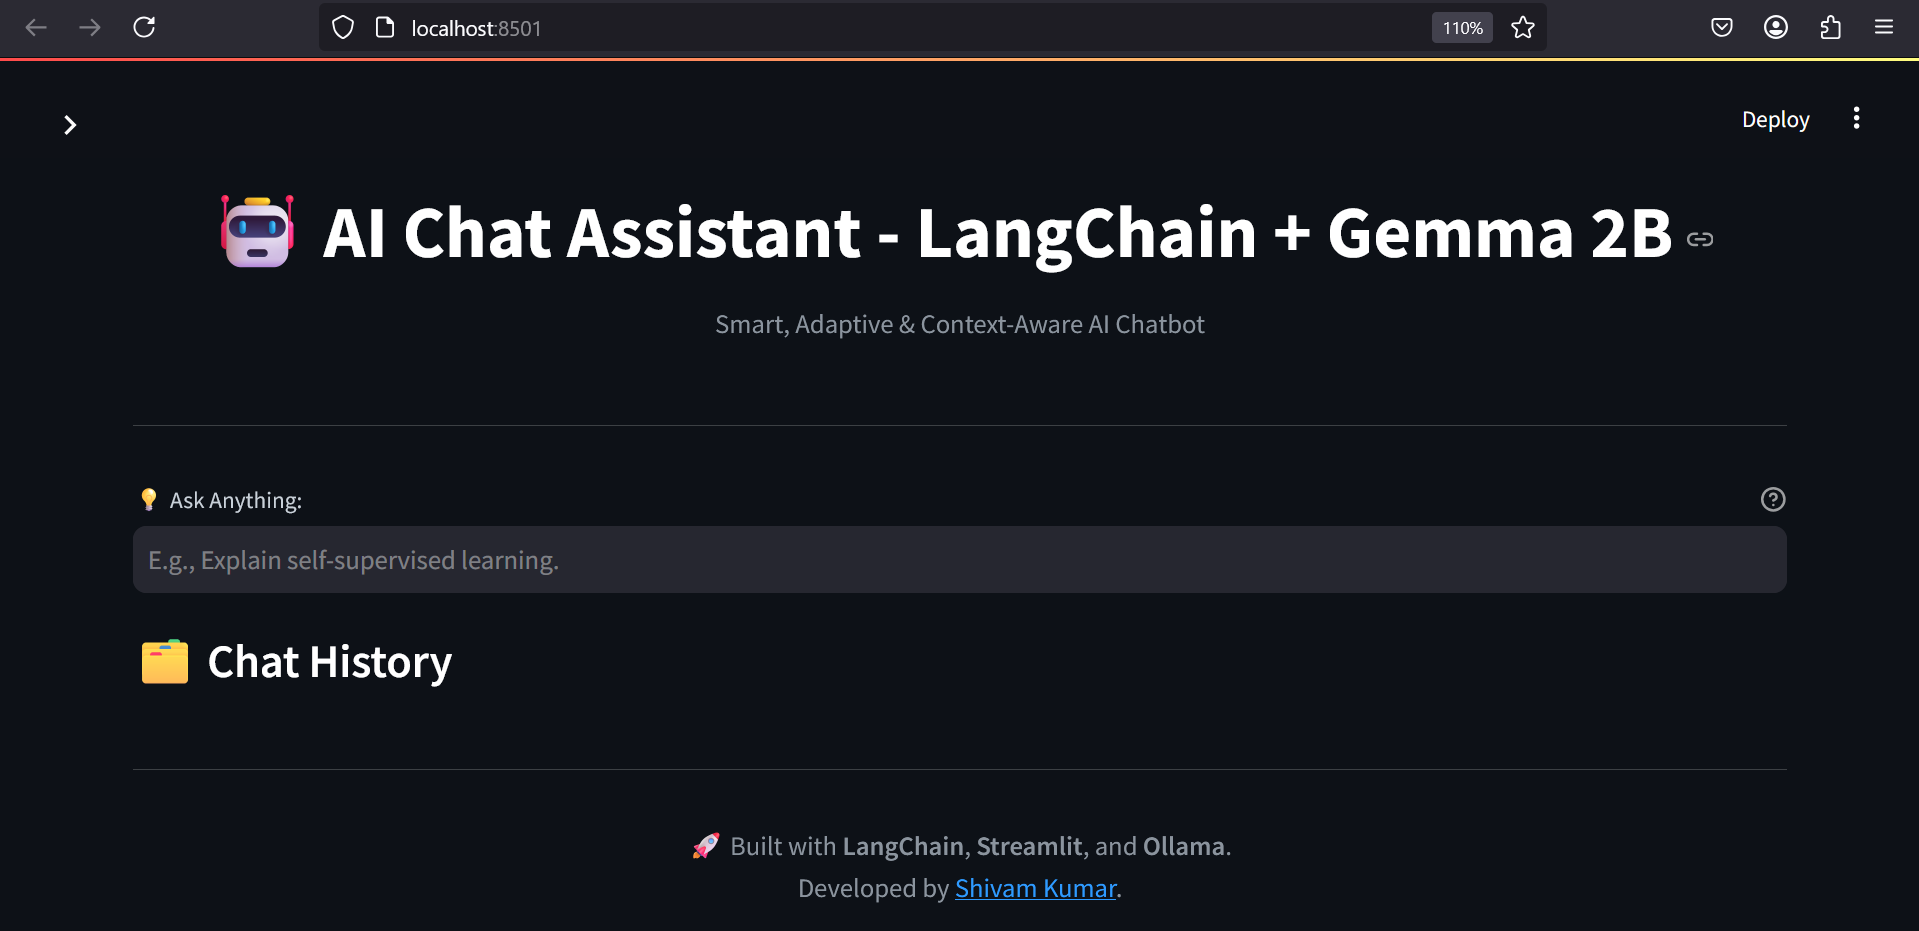 localhost:8501
110%
Deploy
AI Chat Assistant - LangChain + Gemma 2B
Smart, Adaptive & Context-Aware AI Chatbot
Ask Anything:
E.g., Explain self-supervised learning.
Chat History
Built with LangChain, Streamlit, and Ollama.
Developed by Shivam Kumar.